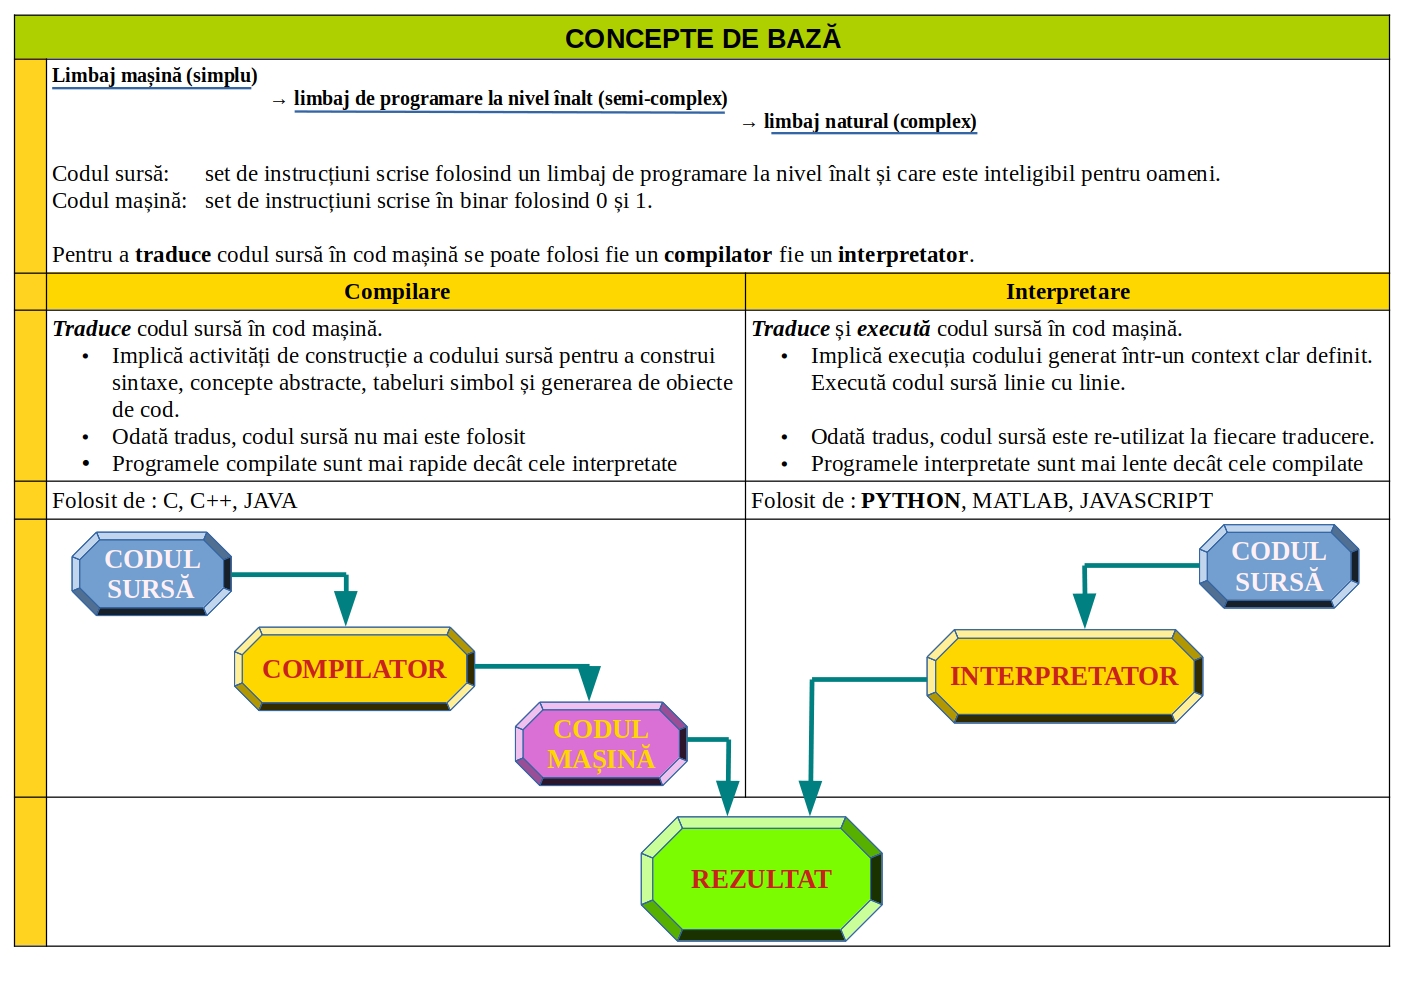 CONCEPTE DE BAZĂ
Limbaj mașină (simplu)
→ limbaj de programare la nivel înalt (semi-complex)
→ limbaj natural (complex)
Codul sursă: set de instrucțiuni scrise folosind un limbaj de programare la nivel înalt și care este inteligibil pentru oameni.
Codul mașină: set de instrucțiuni scrise în binar folosind 0 și 1.
Pentru a traduce codul sursă în cod mașină se poate folosi fie un compilator fie un interpretator.
Compilare
Traduce codul sursă în cod mașină.
• Implică activități de construcție a codului sursă pentru a construi
sintaxe, concepte abstracte, tabeluri simbol și generarea de obiecte
de cod.
• Odată tradus, codul sursă nu mai este folosit
• Programele compilate sunt mai rapide decât cele interpretate
Folosit de : C, C++, JAVA
Interpretare
Traduce și execută codul sursă în cod mașină.
• Implică execuția codului generat într-un context clar definit.
Execută codul sursă linie cu linie.
• Odată tradus, codul sursă este re-utilizat la fiecare traducere.
• Programele interpretate sunt mai lente decât cele compilate
Folosit de : PYTHON, MATLAB, JAVASCRIPT
CODUL
SURSĂ
COMPILATOR
CODUL
MAȘINĂ
CODUL
SURSĂ
INTERPRETATOR
REZULTAT